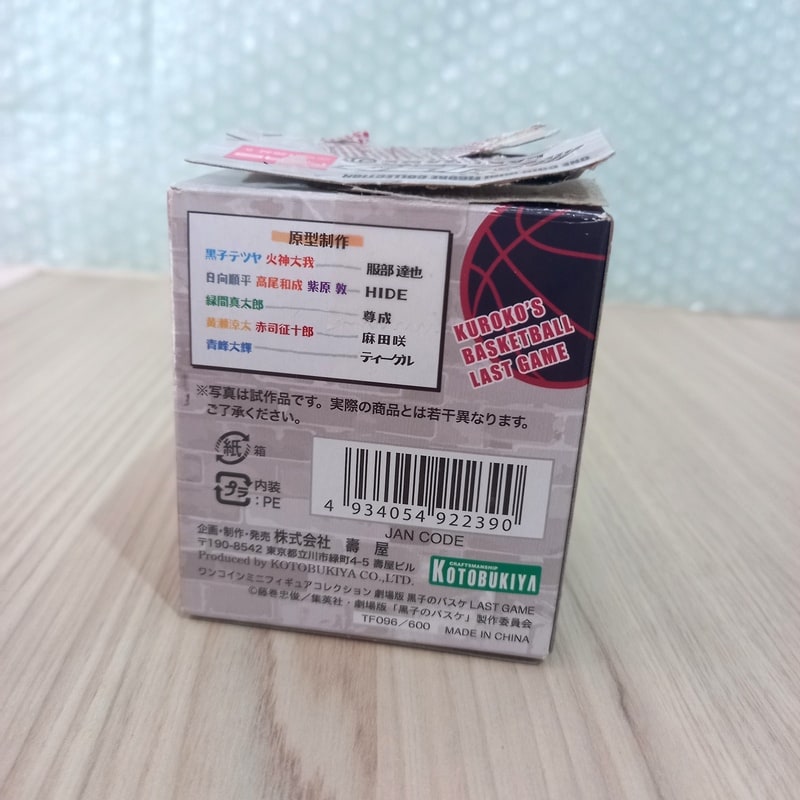 ONE COIN MINI FIGURE COLLECTION
原型制作
黒子テツヤ 火神大我 服部 達也
日向順平 高尾和成 紫原 敦 HIDE
緑間真太郎 尊成
黄瀬涼太 赤司征十郎 麻田咲
青峰大輝 ティーゲル
KUROKO'S
BASKETBALL
LAST GAME
※写真は試作品です。実際の商品とは若干異なります。
ご了承ください。
紙 箱
プラ 内装
:PE
4 934054 922390
JAN CODE
企画・制作・発売 株式会社 壽 屋
〒190-8542 東京都立川市緑町4-5 壽屋ビル
Produced by KOTOBUKIYA CO.,LTD.
CRAFTSMANSHIP
KOTOBUKIYA
ワンコインミニフィギュアコレクション 劇場版 黒子のバスケ LAST GAME
©藤巻忠俊/集英社・劇場版「黒子のバスケ」製作委員会
TF096/600 MADE IN CHINA